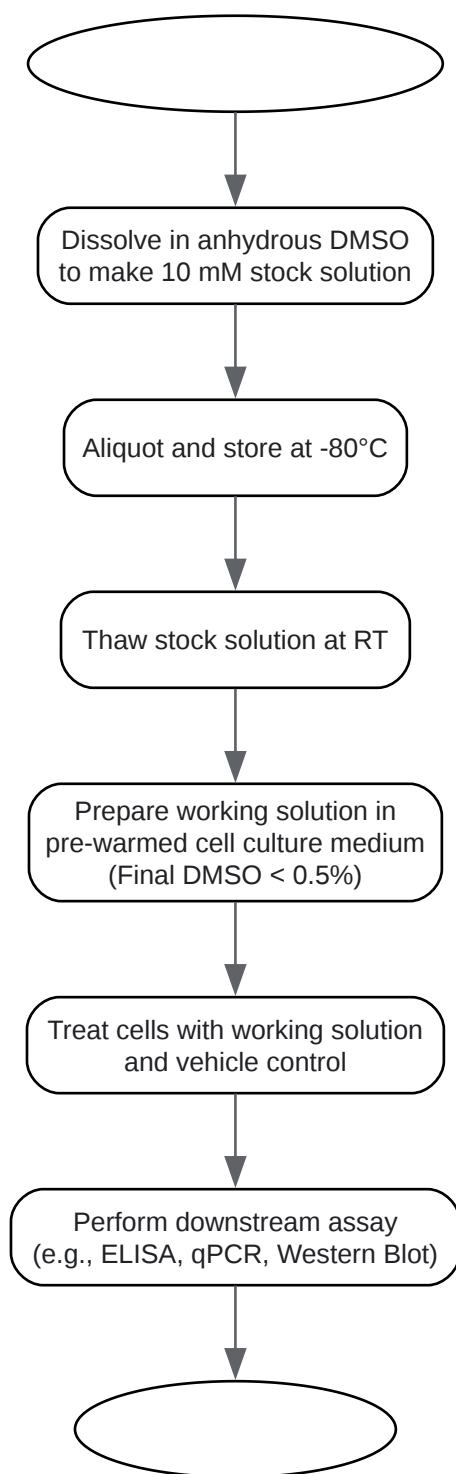 Dissolve in anhydrous DMSO
to make 10 mM stock solution
Aliquot and store at -80°C
Thaw stock solution at RT
Prepare working solution in
pre-warmed cell culture medium
(Final DMSO < 0.5%)
Treat cells with working solution
and vehicle control
Perform downstream assay
(e.g., ELISA, qPCR, Western Blot)